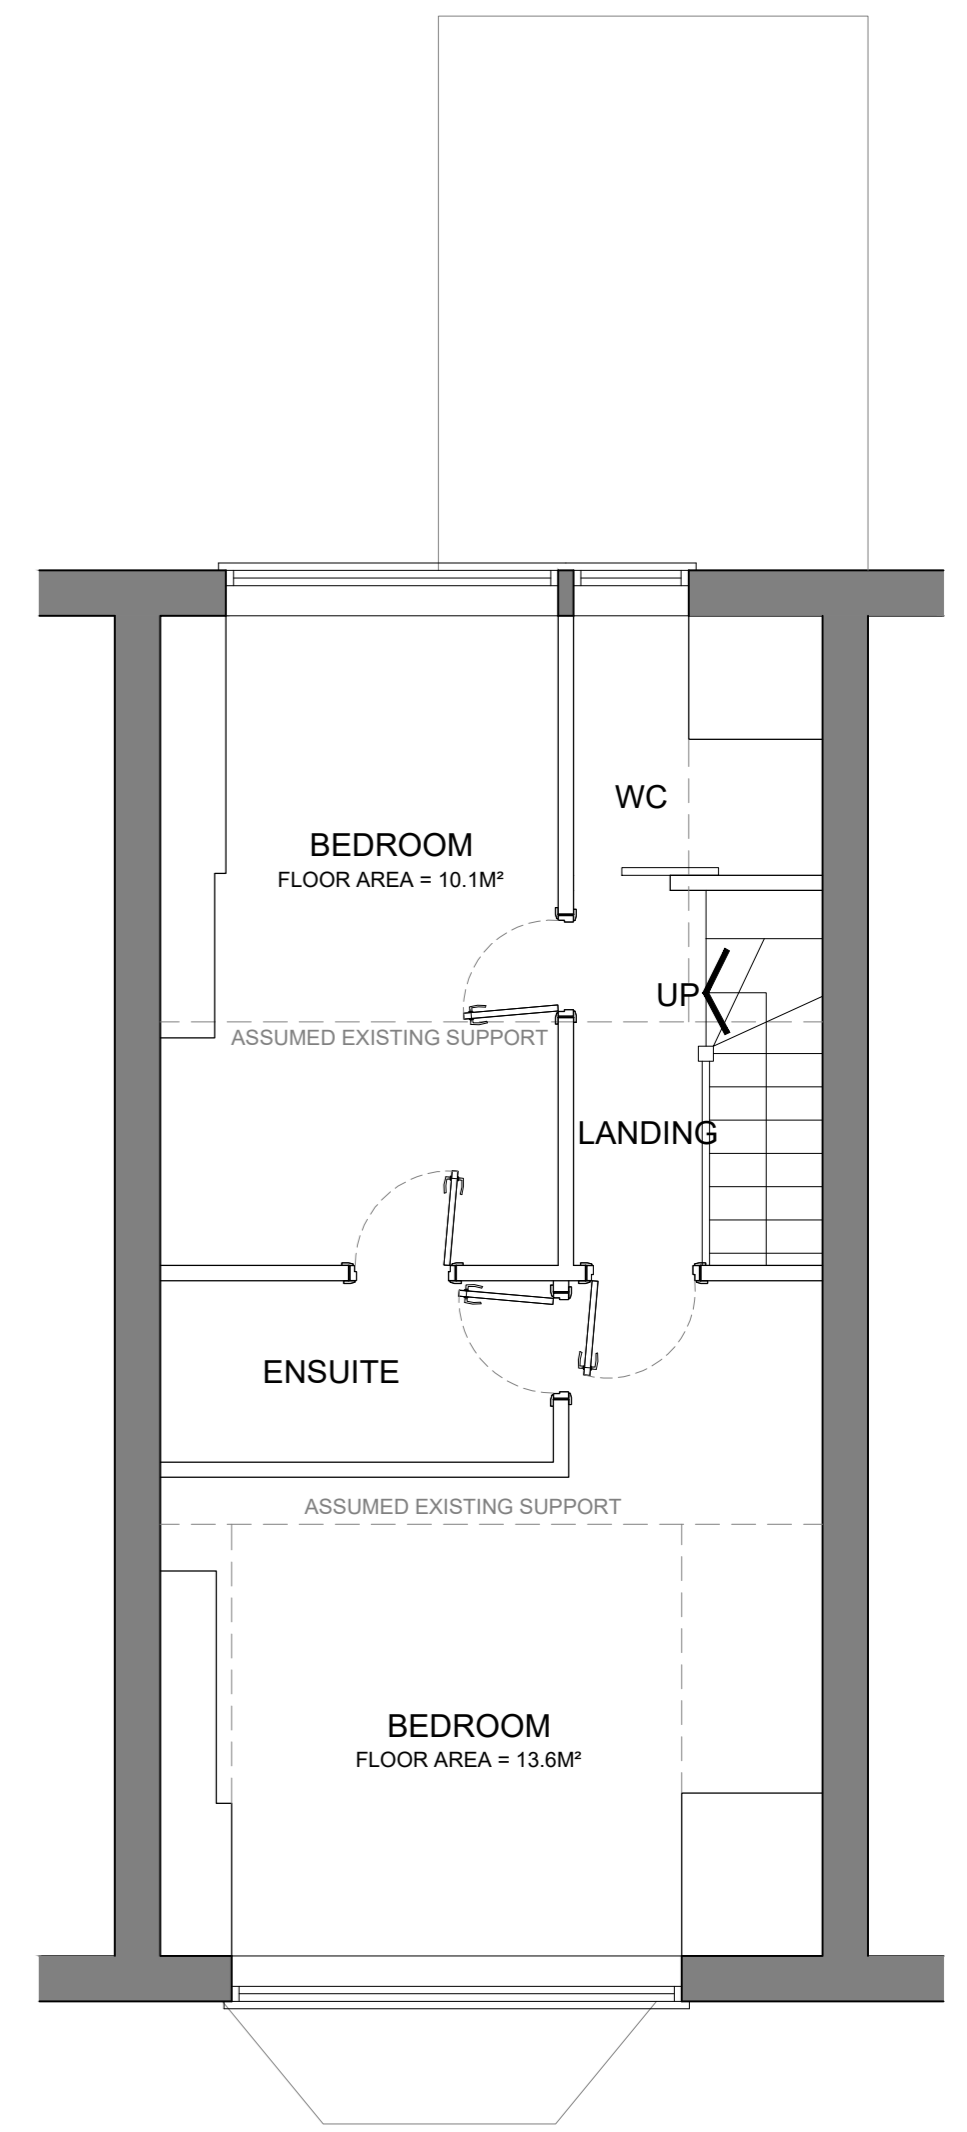 WC
BEDROOM
FLOOR AREA = 10.1M²
UP
ASSUMED EXISTING SUPPORT
LANDING
ENSUITE
ASSUMED EXISTING SUPPORT
BEDROOM
FLOOR AREA = 13.6M²